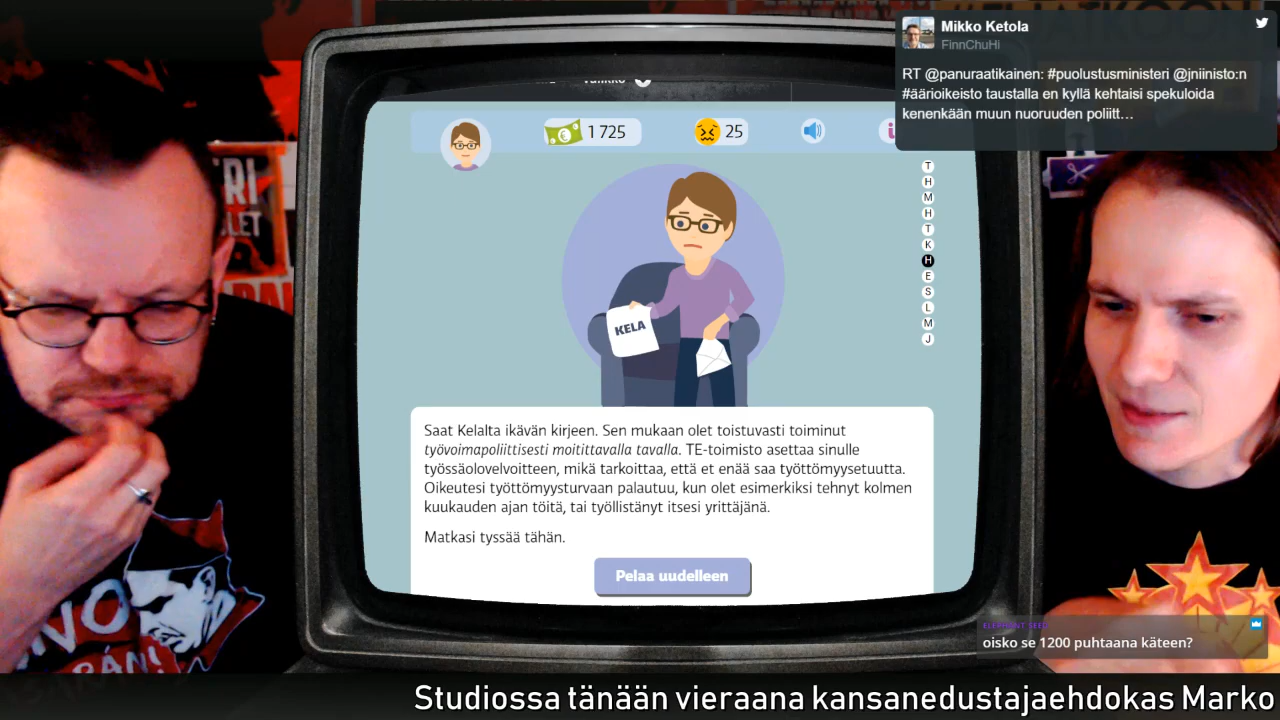 Mikko Ketola
FinnChuHi
RT @panuraatikainen: #puolustusministeri @jniinisto:n
#äärioikeisto taustalla en kyllä kehtaisi spekuloida
kenenkään muun nuoruuden poliitt…
1 725
25
T
H
M
H
T
K
H
E
S
L
M
J
KELA
Saat Kelalta ikävän kirjeen. Sen mukaan olet toistuvasti toiminut
työvoimapoliittisesti moitittavalla tavalla. TE-toimisto asettaa sinulle
työssäolovelvoitteen, mikä tarkoittaa, että et enää saa työttömyysetuutta.
Oikeutesi työttömyysturvaan palautuu, kun olet esimerkiksi tehnyt kolmen
kuukauden ajan töitä, tai työllistänyt itsesi yrittäjänä.
Matkasi tyssää tähän.
Pelaa uudelleen
oisko se 1200 puhtaana käteen?
Studiossa tänään vieraana kansanedustajaehdokas Marko